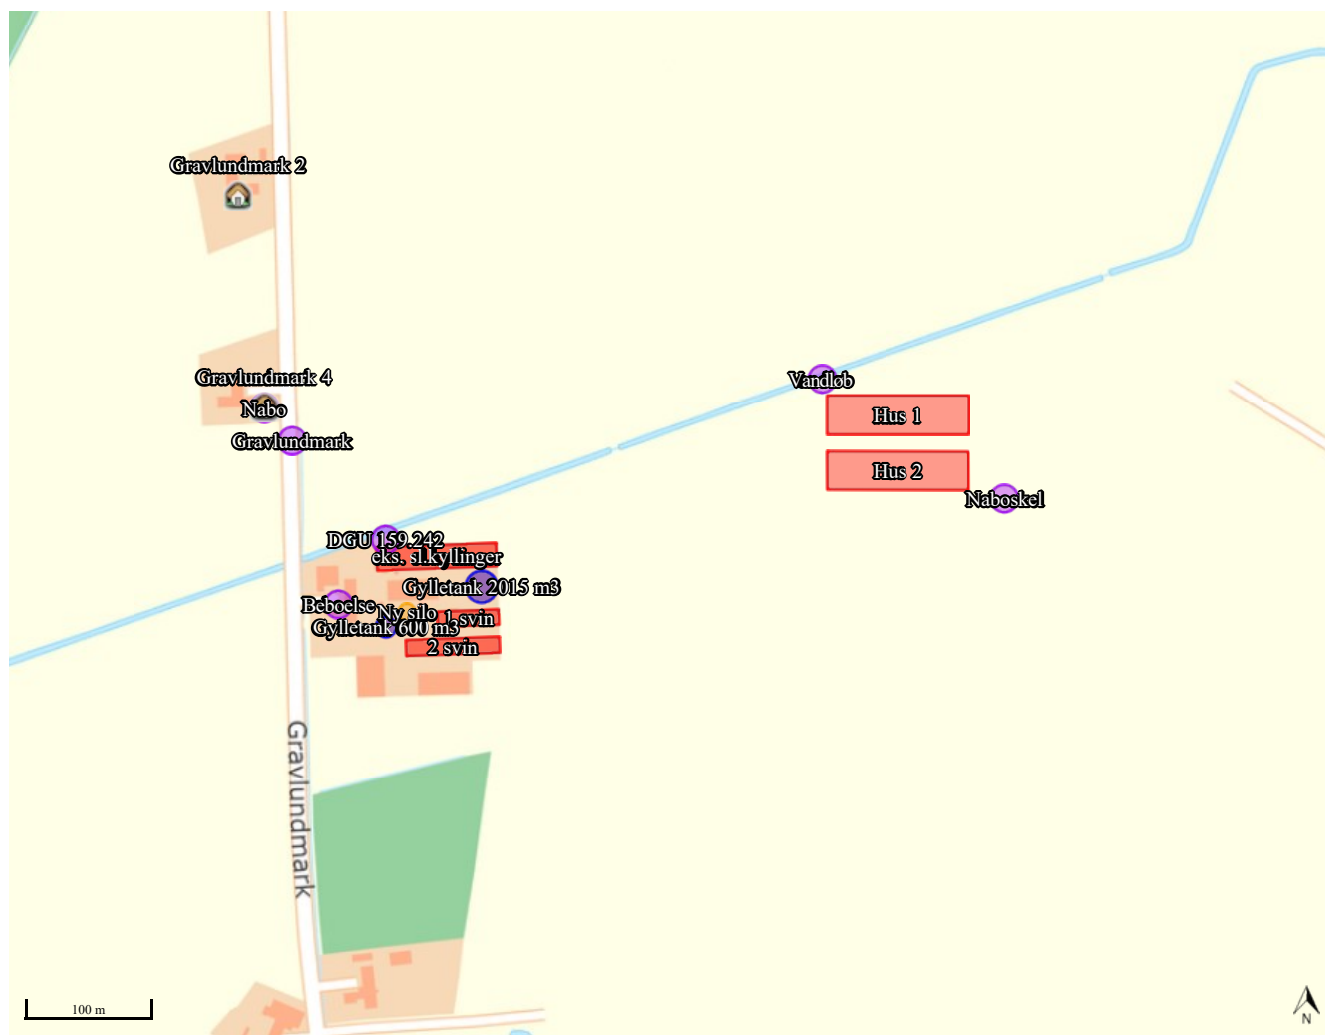 Gravlundmark 2
Gravlundmark 4
Nabo
Gravlundmark
Vandløb
Hus 1
Hus 2
Naboskel
DGU 159.242
eks. sl.kyllinger
Gylletank 2015 m3
Beboelse
Ny silo
1 svin
Gylletank 600 m3
2 svin
Gravlundmark
100 m
N